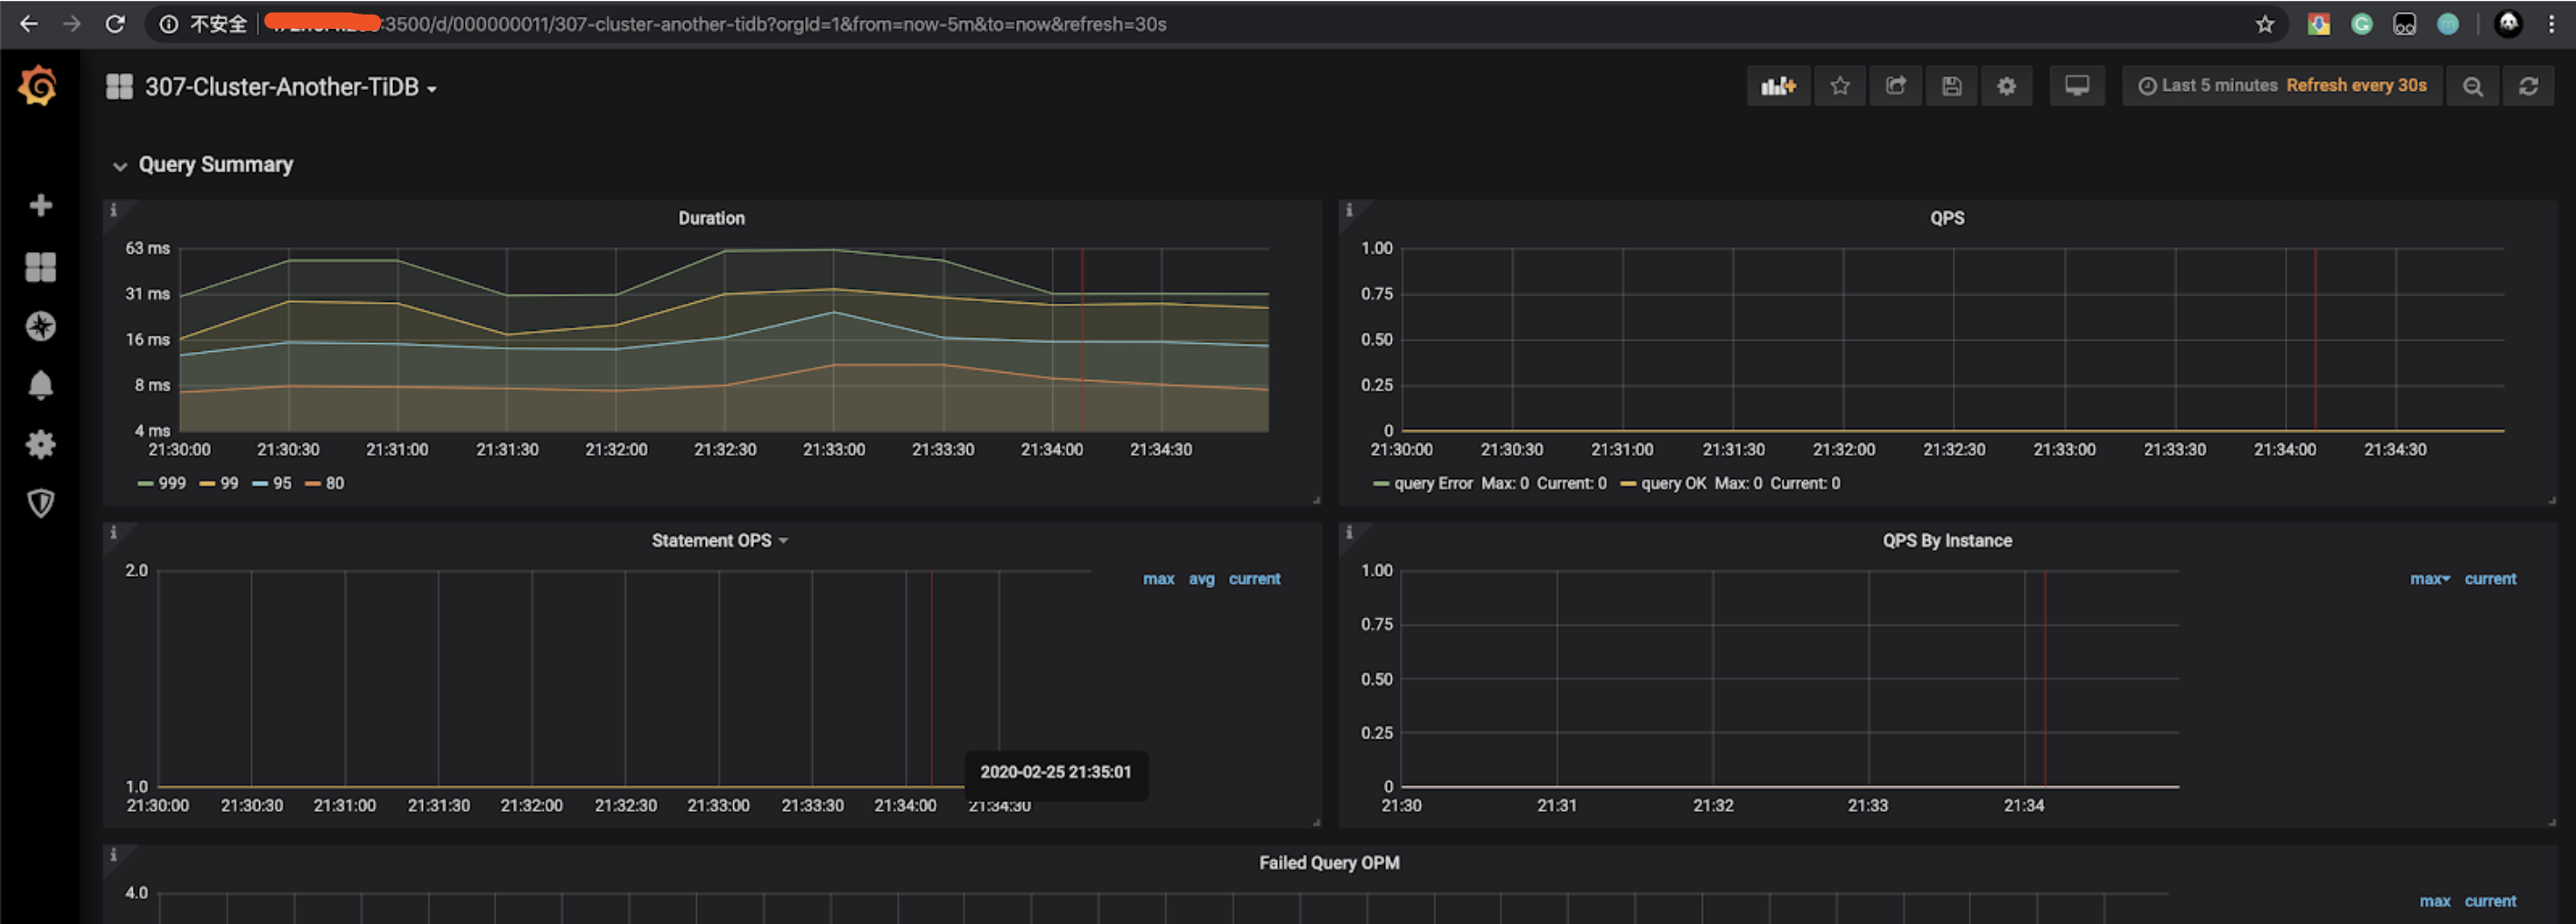 不安全 :3500/d/000000011/307-cluster-another-tidb?orgId=1&from=now-5m&to=now&refresh=30s
307-Cluster-Another-TiDB
Last 5 minutes Refresh every 30s
Query Summary
Duration
63 ms
31 ms
16 ms
8 ms
4 ms
21:30:00 21:30:30 21:31:00 21:31:30 21:32:00 21:32:30 21:33:00 21:33:30 21:34:00 21:34:30
999 99 95 80
QPS
1.00
0.75
0.50
0.25
0
21:30:00 21:30:30 21:31:00 21:31:30 21:32:00 21:32:30 21:33:00 21:33:30 21:34:00 21:34:30
query Error Max: 0 Current: 0 query OK Max: 0 Current: 0
Statement OPS
max avg current
2.0
1.0
2020-02-25 21:35:01
21:30:00 21:30:30 21:31:00 21:31:30 21:32:00 21:32:30 21:33:00 21:33:30 21:34:00 21:34:30
QPS By Instance
max current
1.00
0.75
0.50
0.25
0
21:30 21:31 21:32 21:33 21:34
Failed Query OPM
4.0
max current